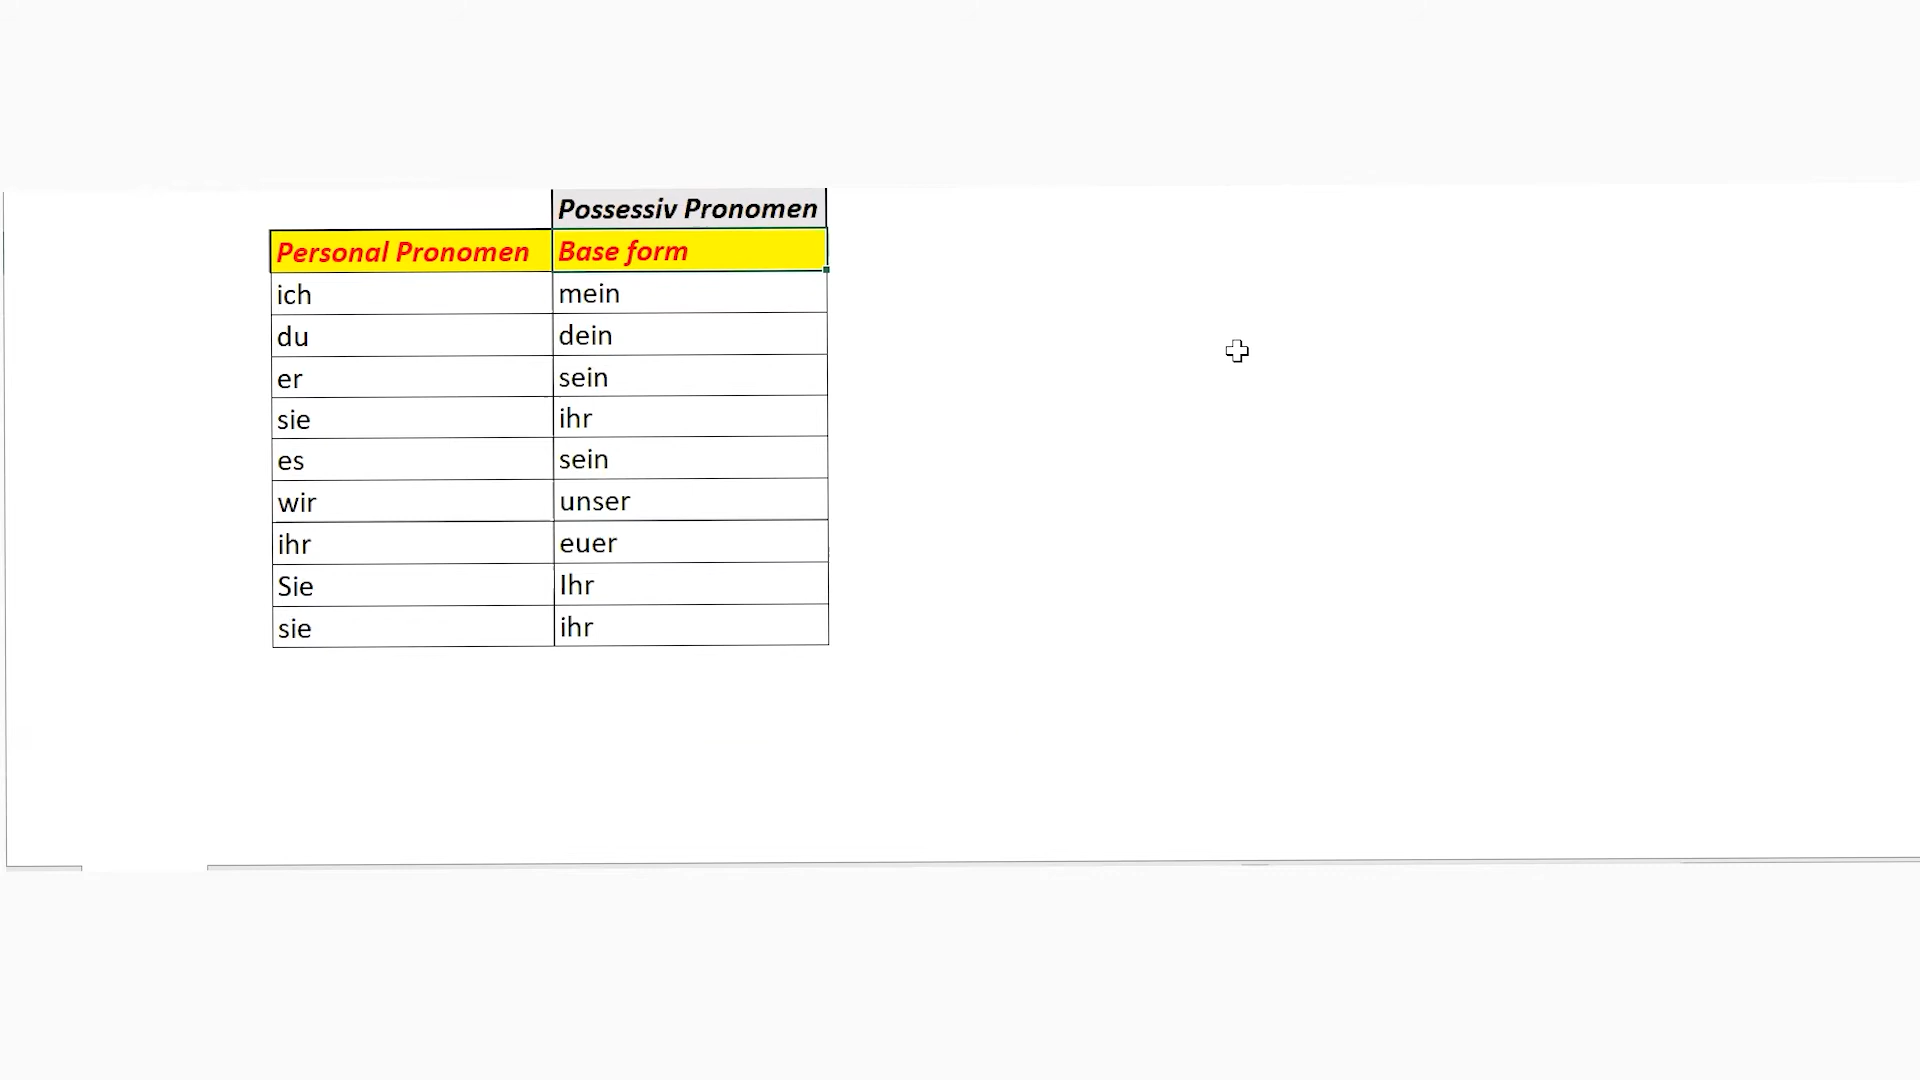 Possessiv Pronomen
Personal Pronomen Base form
ich mein
du dein
er sein
sie ihr
es sein
wir unser
ihr euer
Sie Ihr
sie ihr